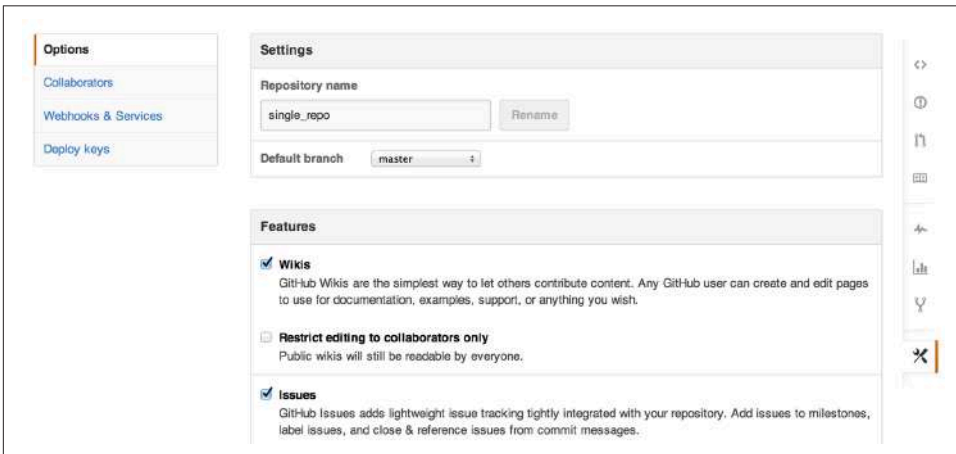 Options
Collaborators
Webhooks & Services
Deploy keys
Settings
Repository name
single_repo
Rename
Default branch
master
Features
Wikis
GitHub Wikis are the simplest way to let others contribute content. Any GitHub user can create and edit pages
to use for documentation, examples, support, or anything you wish.
Restrict editing to collaborators only
Public wikis will still be readable by everyone.
Issues
GitHub Issues adds lightweight issue tracking tightly integrated with your repository. Add issues to milestones,
label issues, and close & reference issues from commit messages.